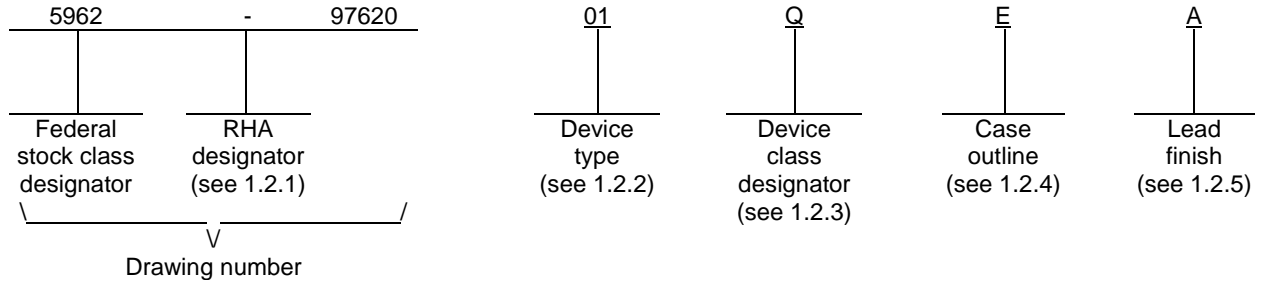 5962 - 97620 01 Q E A
Federal stock class designator
RHA designator (see 1.2.1)
Device type (see 1.2.2)
Device class designator (see 1.2.3)
Case outline (see 1.2.4)
Lead finish (see 1.2.5)
Drawing number